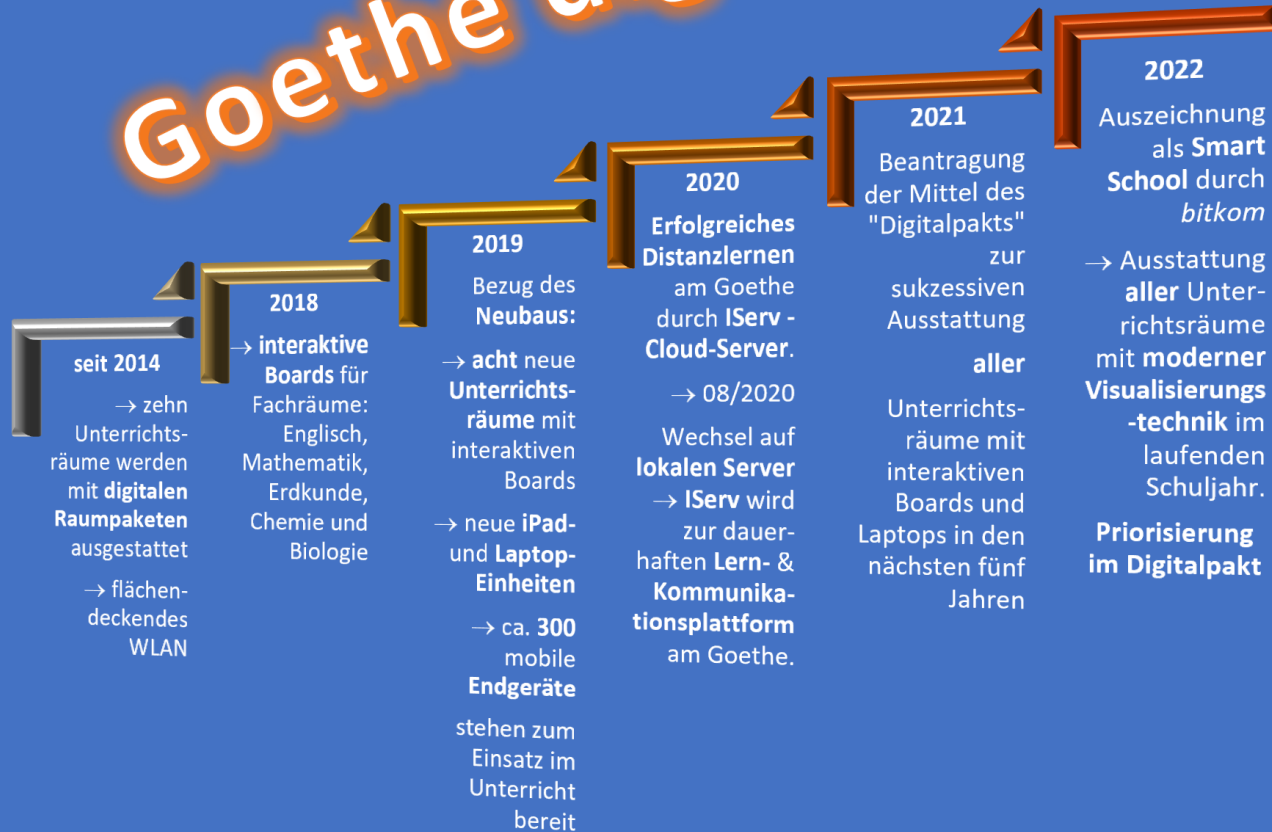 Goethe
seit 2014
→ zehn
Unterrichts-
räume werden
mit digitalen
Raumpaketen
ausgestattet
→ flächen-
deckendes
WLAN
2018
→ interaktive
Boards für
Fachräume:
Englisch,
Mathematik,
Erdkunde,
Chemie und
Biologie
2019
Bezug des
Neubaus:
→ acht neue
Unterrichts-
räume mit
interaktiven
Boards
→ neue iPad-
und Laptop-
Einheiten
→ ca. 300
mobile
Endgeräte
stehen zum
Einsatz im
Unterricht
bereit
2020
Erfolgreiches
Distanzlernen
am Goethe
durch IServ -
Cloud-Server.
→ 08/2020
Wechsel auf
lokalen Server
→ IServ wird
zur dauer-
haften Lern- &
Kommunika-
tionsplattform
am Goethe.
2021
Beantragung
der Mittel des
"Digitalpakts"
zur
sukzessiven
Ausstattung
aller
Unterrichts-
räume mit
interaktiven
Boards und
Laptops in den
nächsten fünf
Jahren
2022
Auszeichnung
als Smart
School durch
bitkom
→ Ausstattung
aller Unter-
richtsräume
mit moderner
Visualisierungs
-technik im
laufenden
Schuljahr.
Priorisierung
im Digitalpakt